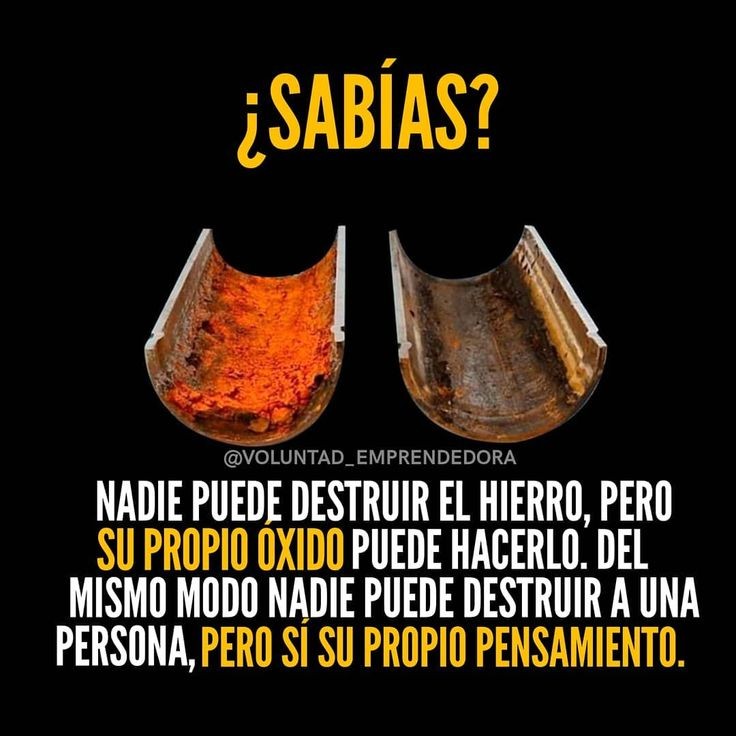 ¿SABÍAS?
@VOLUNTAD_EMPRENDEDORA
NADIE PUEDE DESTRUIR EL HIERRO, PERO
SU PROPIO ÓXIDO PUEDE HACERLO. DEL
MISMO MODO NADIE PUEDE DESTRUIR A UNA
PERSONA, PERO SÍ SU PROPIO PENSAMIENTO.